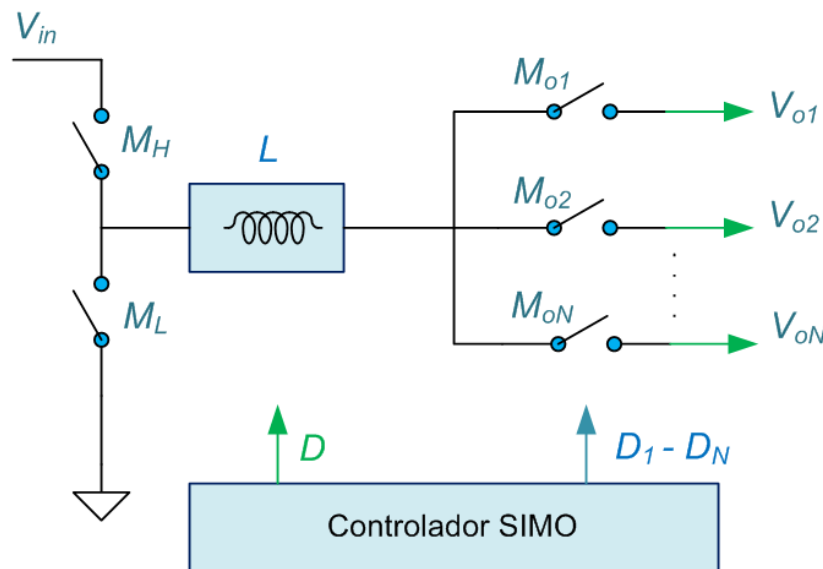 Vin
MH
L
ML
Mo1
Vo1
Mo2
Vo2
MoN
VoN
D
D1 - DN
Controlador SIMO